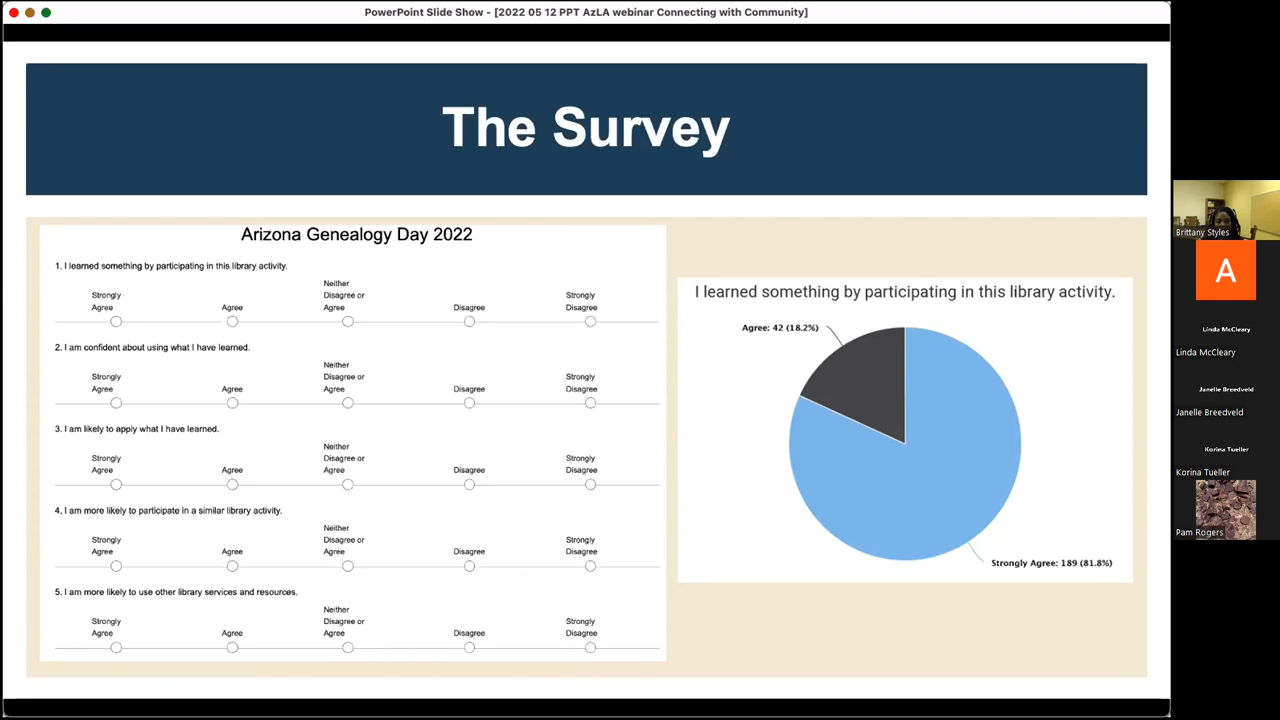 PowerPoint Slide Show - [2022 05 12 PPT AzLA webinar Connecting with Community]
The Survey
Arizona Genealogy Day 2022
1. I learned something by participating in this library activity.
Strongly Agree
Agree
Neither Disagree or Agree
Disagree
Strongly Disagree
2. I am confident about using what I have learned.
Strongly Agree
Agree
Neither Disagree or Agree
Disagree
Strongly Disagree
3. I am likely to apply what I have learned.
Strongly Agree
Agree
Neither Disagree or Agree
Disagree
Strongly Disagree
4. I am more likely to participate in a similar library activity.
Strongly Agree
Agree
Neither Disagree or Agree
Disagree
Strongly Disagree
5. I am more likely to use other library services and resources.
Strongly Agree
Agree
Neither Disagree or Agree
Disagree
Strongly Disagree
I learned something by participating in this library activity.
Agree: 42 (18.2%)
Strongly Agree: 189 (81.8%)
Brittany Styles
A
Linda McCleary
Linda McCleary
Janelle Breedveld
Janelle Breedveld
Korina Tueller
Korina Tueller
Pam Rogers